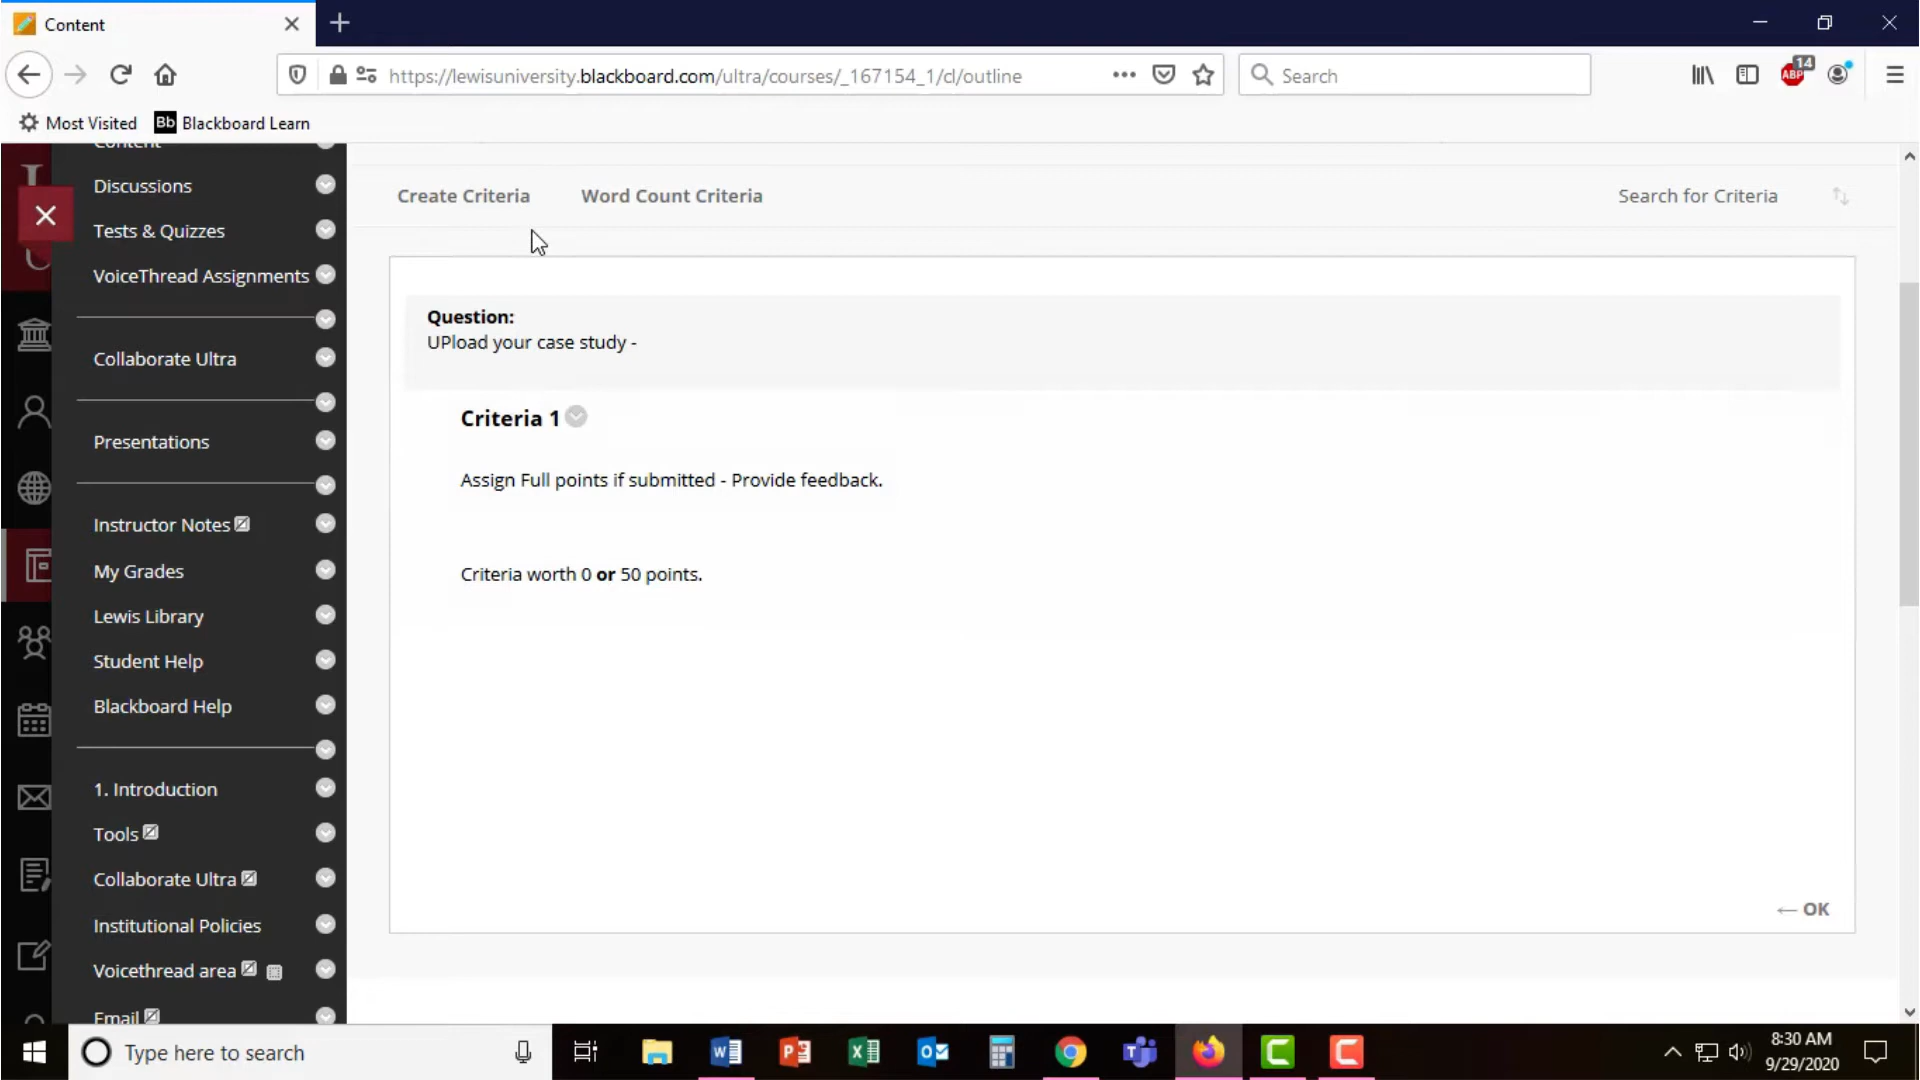 Content
https://lewisuniversity.blackboard.com/ultra/courses/_167154_1/cl/outline
Search
ABP
14
Most Visited
Bb Blackboard Learn
Content
Discussions
Tests & Quizzes
VoiceThread Assignments
Collaborate Ultra
Presentations
Instructor Notes
My Grades
Lewis Library
Student Help
Blackboard Help
1. Introduction
Tools
Collaborate Ultra
Institutional Policies
Voicethread area
Email
Create Criteria
Word Count Criteria
Search for Criteria
Question:
UPload your case study -
Criteria 1
Assign Full points if submitted - Provide feedback.
Criteria worth 0 or 50 points.
← OK
Type here to search
8:30 AM
9/29/2020